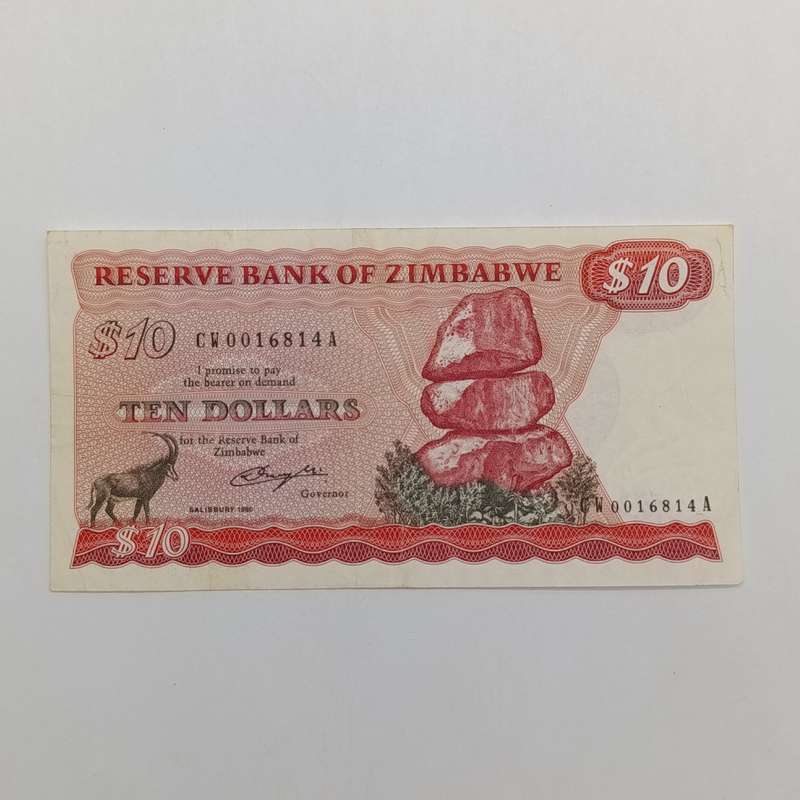 RESERVE BANK OF ZIMBABWE
$10
$10 CW0016814A
I promise to pay
the bearer on demand
TEN DOLLARS
for the Reserve Bank of
Zimbabwe
Governor
SALISBURY 1980
CW0016814A
$10